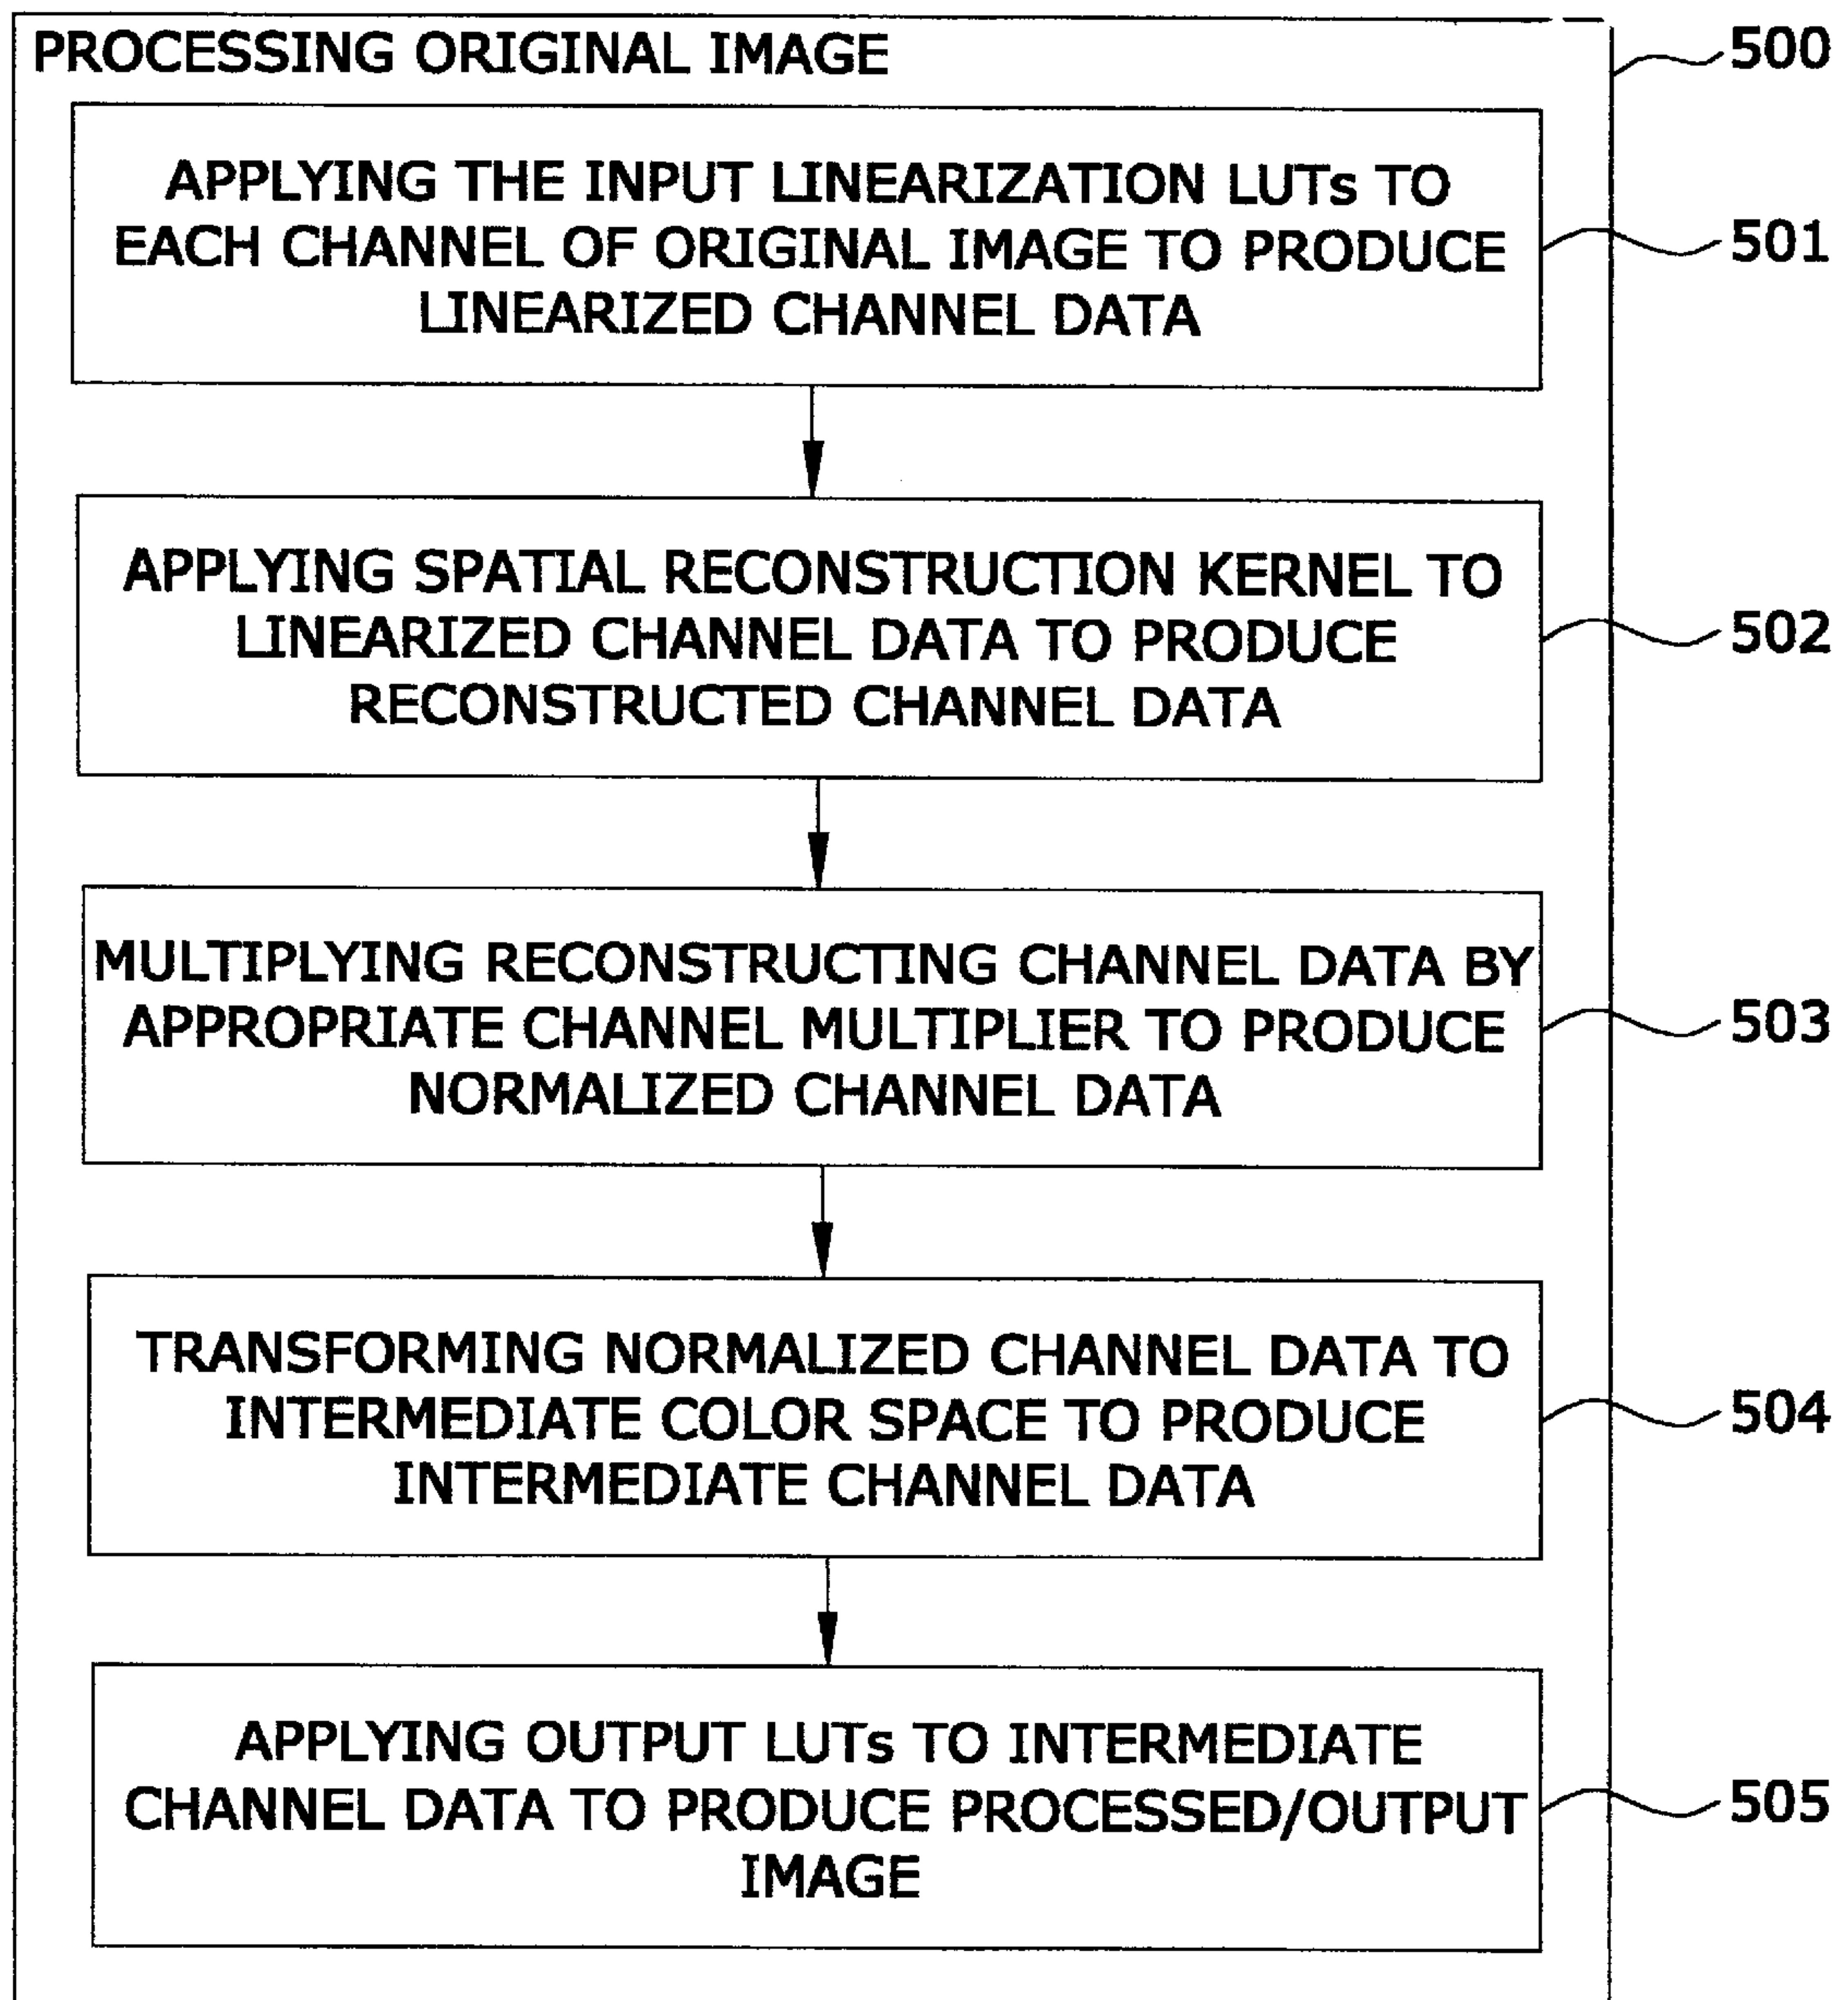 PROCESSING ORIGINAL IMAGE
500
APPLYING THE INPUT LINEARIZATION LUTs TO
EACH CHANNEL OF ORIGINAL IMAGE TO PRODUCE
LINEARIZED CHANNEL DATA
501
APPLYING SPATIAL RECONSTRUCTION KERNEL TO
LINEARIZED CHANNEL DATA TO PRODUCE
RECONSTRUCTED CHANNEL DATA
502
MULTIPLYING RECONSTRUCTING CHANNEL DATA BY
APPROPRIATE CHANNEL MULTIPLIER TO PRODUCE
NORMALIZED CHANNEL DATA
503
TRANSFORMING NORMALIZED CHANNEL DATA TO
INTERMEDIATE COLOR SPACE TO PRODUCE
INTERMEDIATE CHANNEL DATA
504
APPLYING OUTPUT LUTs TO INTERMEDIATE
CHANNEL DATA TO PRODUCE PROCESSED/OUTPUT
IMAGE
505